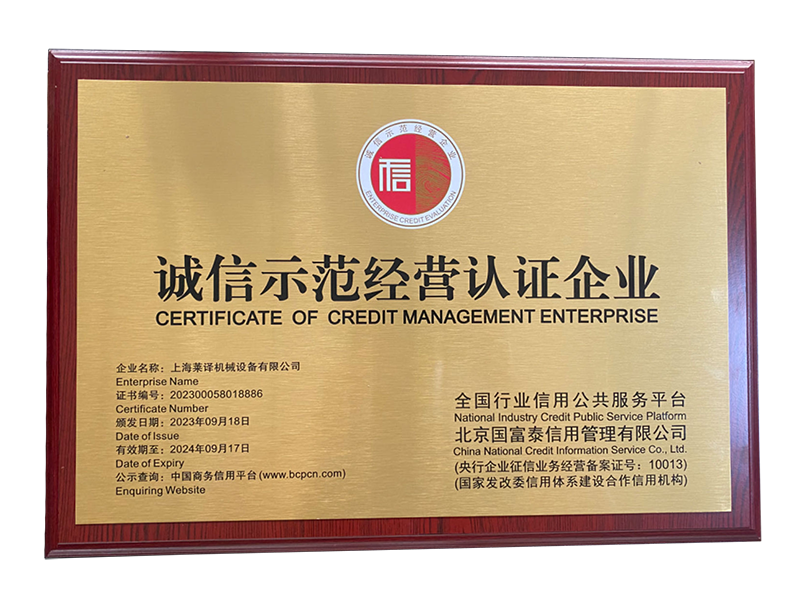 诚信示范经营企业
信
ENTERPRISE CREDIT EVALUATION
诚信示范经营认证企业
CERTIFICATE OF CREDIT MANAGEMENT ENTERPRISE
企业名称：上海莱译机械设备有限公司
Enterprise Name
证书编号：202300058018886
Certificate Number
颁发日期：2023年09月18日
Date of Issue
有效期至：2024年09月17日
Date of Expiry
公示查询：中国商务信用平台（www.bcpcn.com)
Enquiring Website
全国行业信用公共服务平台
National Industry Credit Public Service Platform
北京国富泰信用管理有限公司
China National Credit Information Service Co., Ltd.
(央行企业征信业务经营备案证号：10013)
(国家发改委信用体系建设合作信用机构)